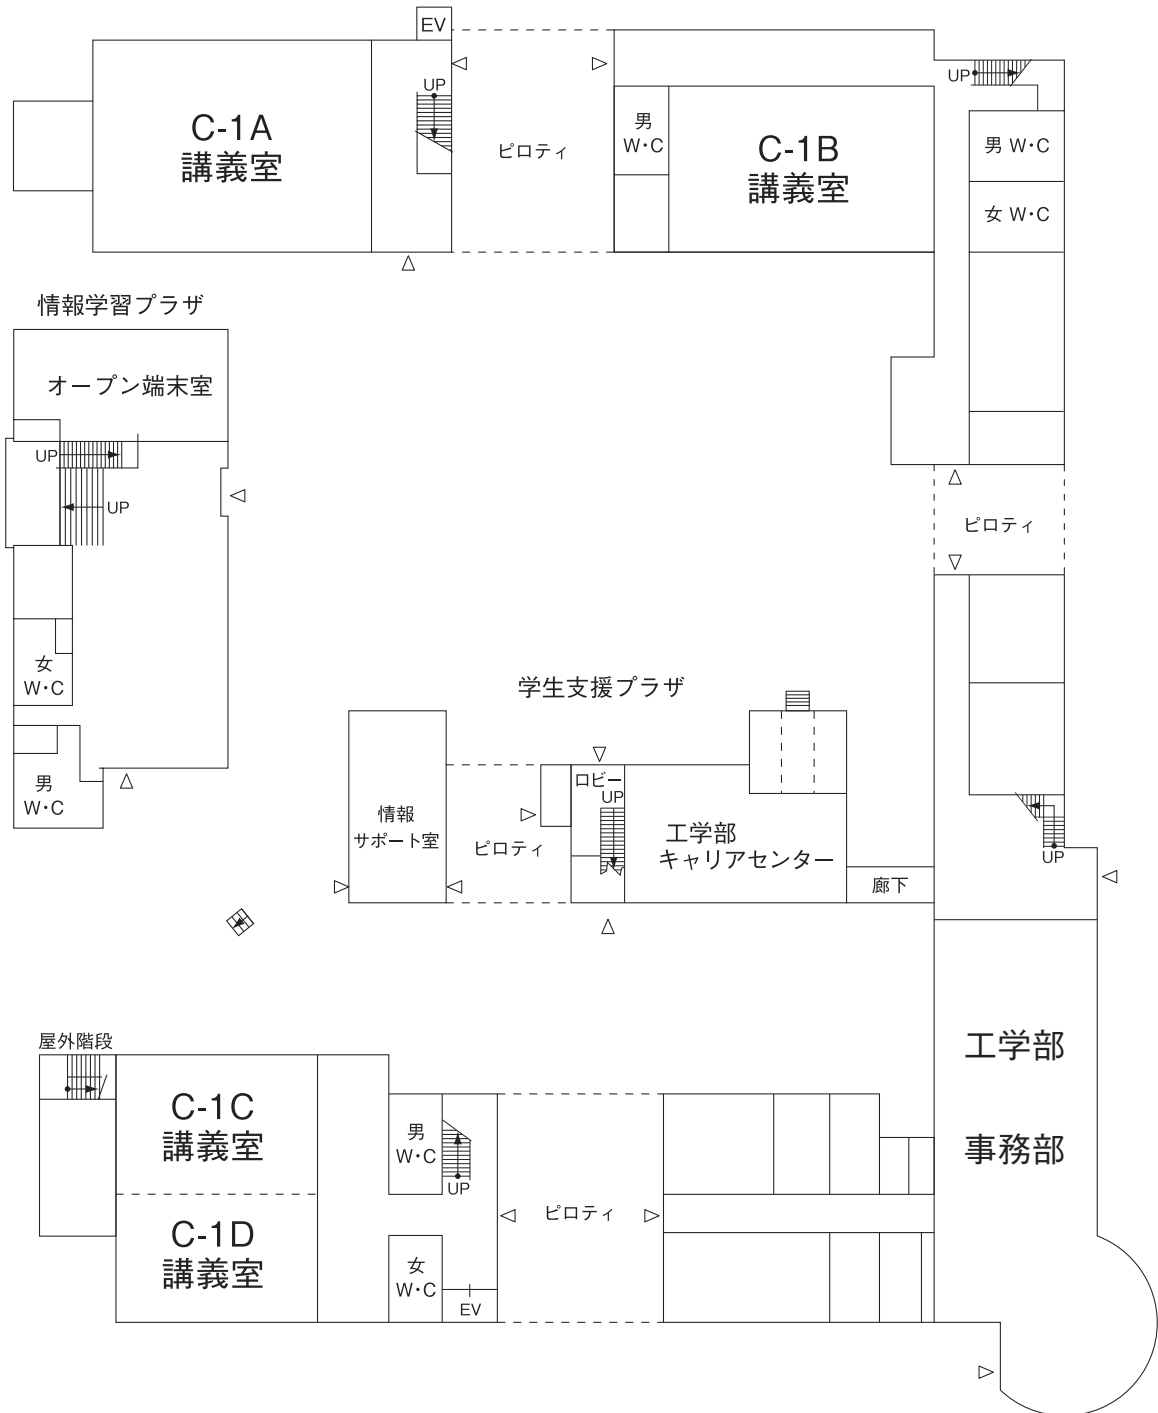 EV
UP
C-1A
講義室
ピロティ
男
W・C
C-1B
講義室
UP
男 W・C
女 W・C
情報学習プラザ
オープン端末室
UP
UP
女
W・C
男
W・C
ピロティ
学生支援プラザ
情報
サポート室
ピロティ
ロビー
UP
工学部
キャリアセンター
廊下
UP
工学部
事務部
屋外階段
C-1C
講義室
C-1D
講義室
男
W・C
UP
女
W・C
EV
ピロティ